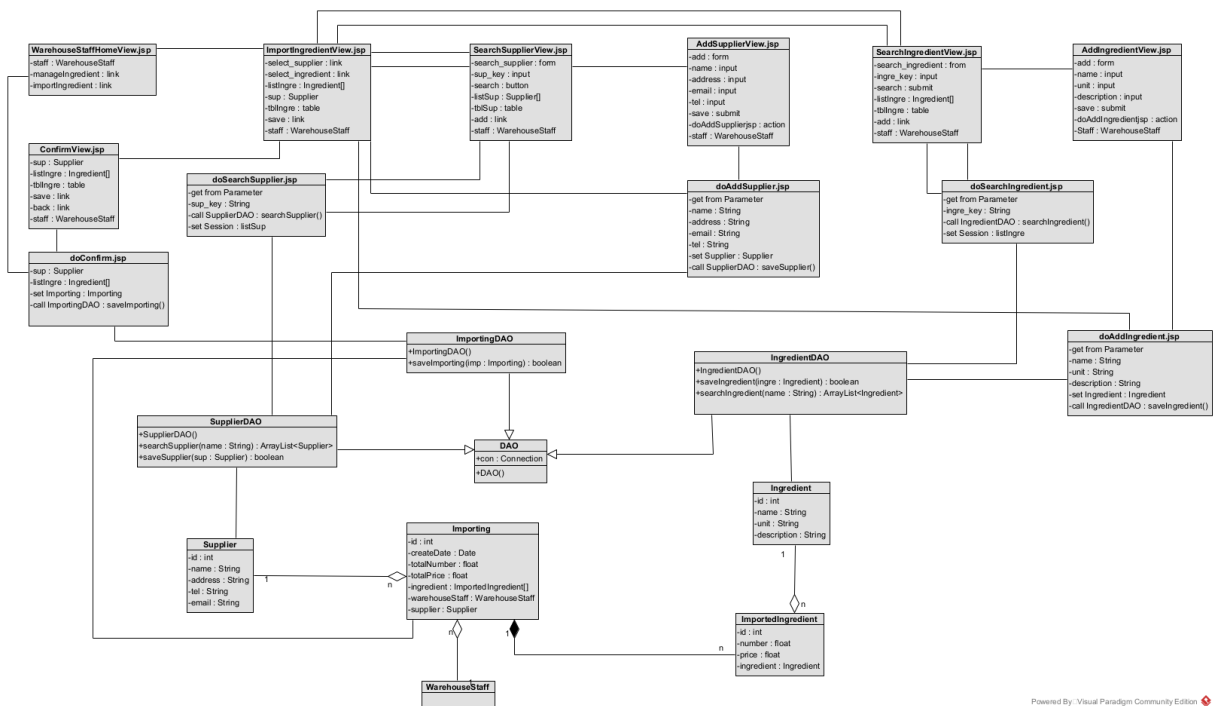 WarehouseStaffHomeView.jsp
-staff : WarehouseStaff
-manageIngredient : link
-importIngredient : link
ImportIngredientView.jsp
-select_supplier : link
-select_ingredient : link
-listIngre : Ingredient[]
-sup : Supplier
-tblIngre : table
-save : link
-staff : WarehouseStaff
SearchSupplierView.jsp
-search_supplier : form
-sup_key : input
-search : button
-listSup : Supplier[]
-tblSup : table
-add : link
-staff : WarehouseStaff
AddSupplierView.jsp
-add : form
-name : input
-address : input
-email : input
-tel : input
-save : submit
-doAddSupplierjsp : action
-staff : WarehouseStaff
SearchIngredientView.jsp
-search_ingredient : from
-ingre_key : input
-search : submit
-listIngre : Ingredient[]
-tblIngre : table
-add : link
-staff : WarehouseStaff
AddIngredientView.jsp
-add : form
-name : input
-unit : input
-description : input
-save : submit
-doAddIngredientjsp : action
-Staff : WarehouseStaff
ConfirmView.jsp
-sup : Supplier
-listIngre : Ingredient[]
-tblIngre : table
-save : link
-back : link
-staff : WarehouseStaff
doSearchSupplier.jsp
-get from Parameter
-sup_key : String
-call SupplierDAO : searchSupplier()
-set Session : listSup
doAddSupplier.jsp
-get from Parameter
-name : String
-address : String
-email : String
-tel : String
-set Supplier : Supplier
-call SupplierDAO : saveSupplier()
doSearchIngredient.jsp
-get from Parameter
-ingre_key : String
-call IngredientDAO : searchIngredient()
-set Session : listIngre
doConfirm.jsp
-sup : Supplier
-listIngre : Ingredient[]
-set Importing : Importing
-call ImportingDAO : saveImporting()
ImportingDAO
+ImportingDAO()
+saveImporting(imp : Importing) : boolean
IngredientDAO
+IngredientDAO()
+saveIngredient(ingre : Ingredient) : boolean
+searchIngredient(name : String) : ArrayList<Ingredient>
doAddIngredient.jsp
-get from Parameter
-name : String
-unit : String
-description : String
-set Ingredient : Ingredient
-call IngredientDAO : saveIngredient()
SupplierDAO
+SupplierDAO()
+searchSupplier(name : String) : ArrayList<Supplier>
+saveSupplier(sup : Supplier) : boolean
DAO
+con : Connection
+DAO()
Ingredient
-id : int
-name : String
-unit : String
-description : String
1
n
Supplier
-id : int
-name : String
-address : String
-tel : String
-email : String
1
n
Importing
-id : int
-createDate : Date
-totalNumber : float
-totalPrice : float
-ingredient : ImportedIngredient[]
-warehouseStaff : WarehouseStaff
-supplier : Supplier
n
1
1
n
ImportedIngredient
-id : int
-number : float
-price : float
-ingredient : Ingredient
WarehouseStaff
Powered By Visual Paradigm Community Edition